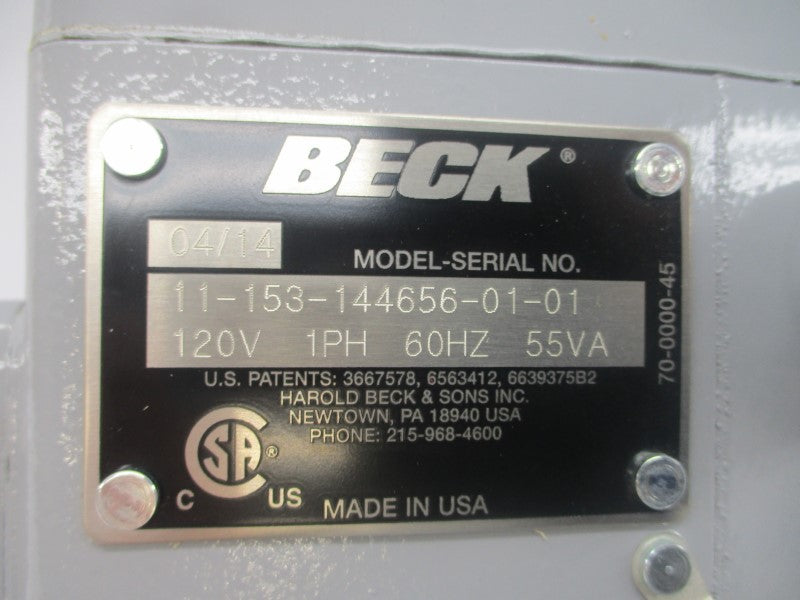 BECK®
04/14
MODEL-SERIAL NO.
11-153-144656-01-01
120V 1PH 60HZ 55VA
70-0000-45
U.S. PATENTS: 3667578, 6563412, 6639375B2
HAROLD BECK & SONS INC.
NEWTOWN, PA 18940 USA
PHONE: 215-968-4600
C SA® US
MADE IN USA